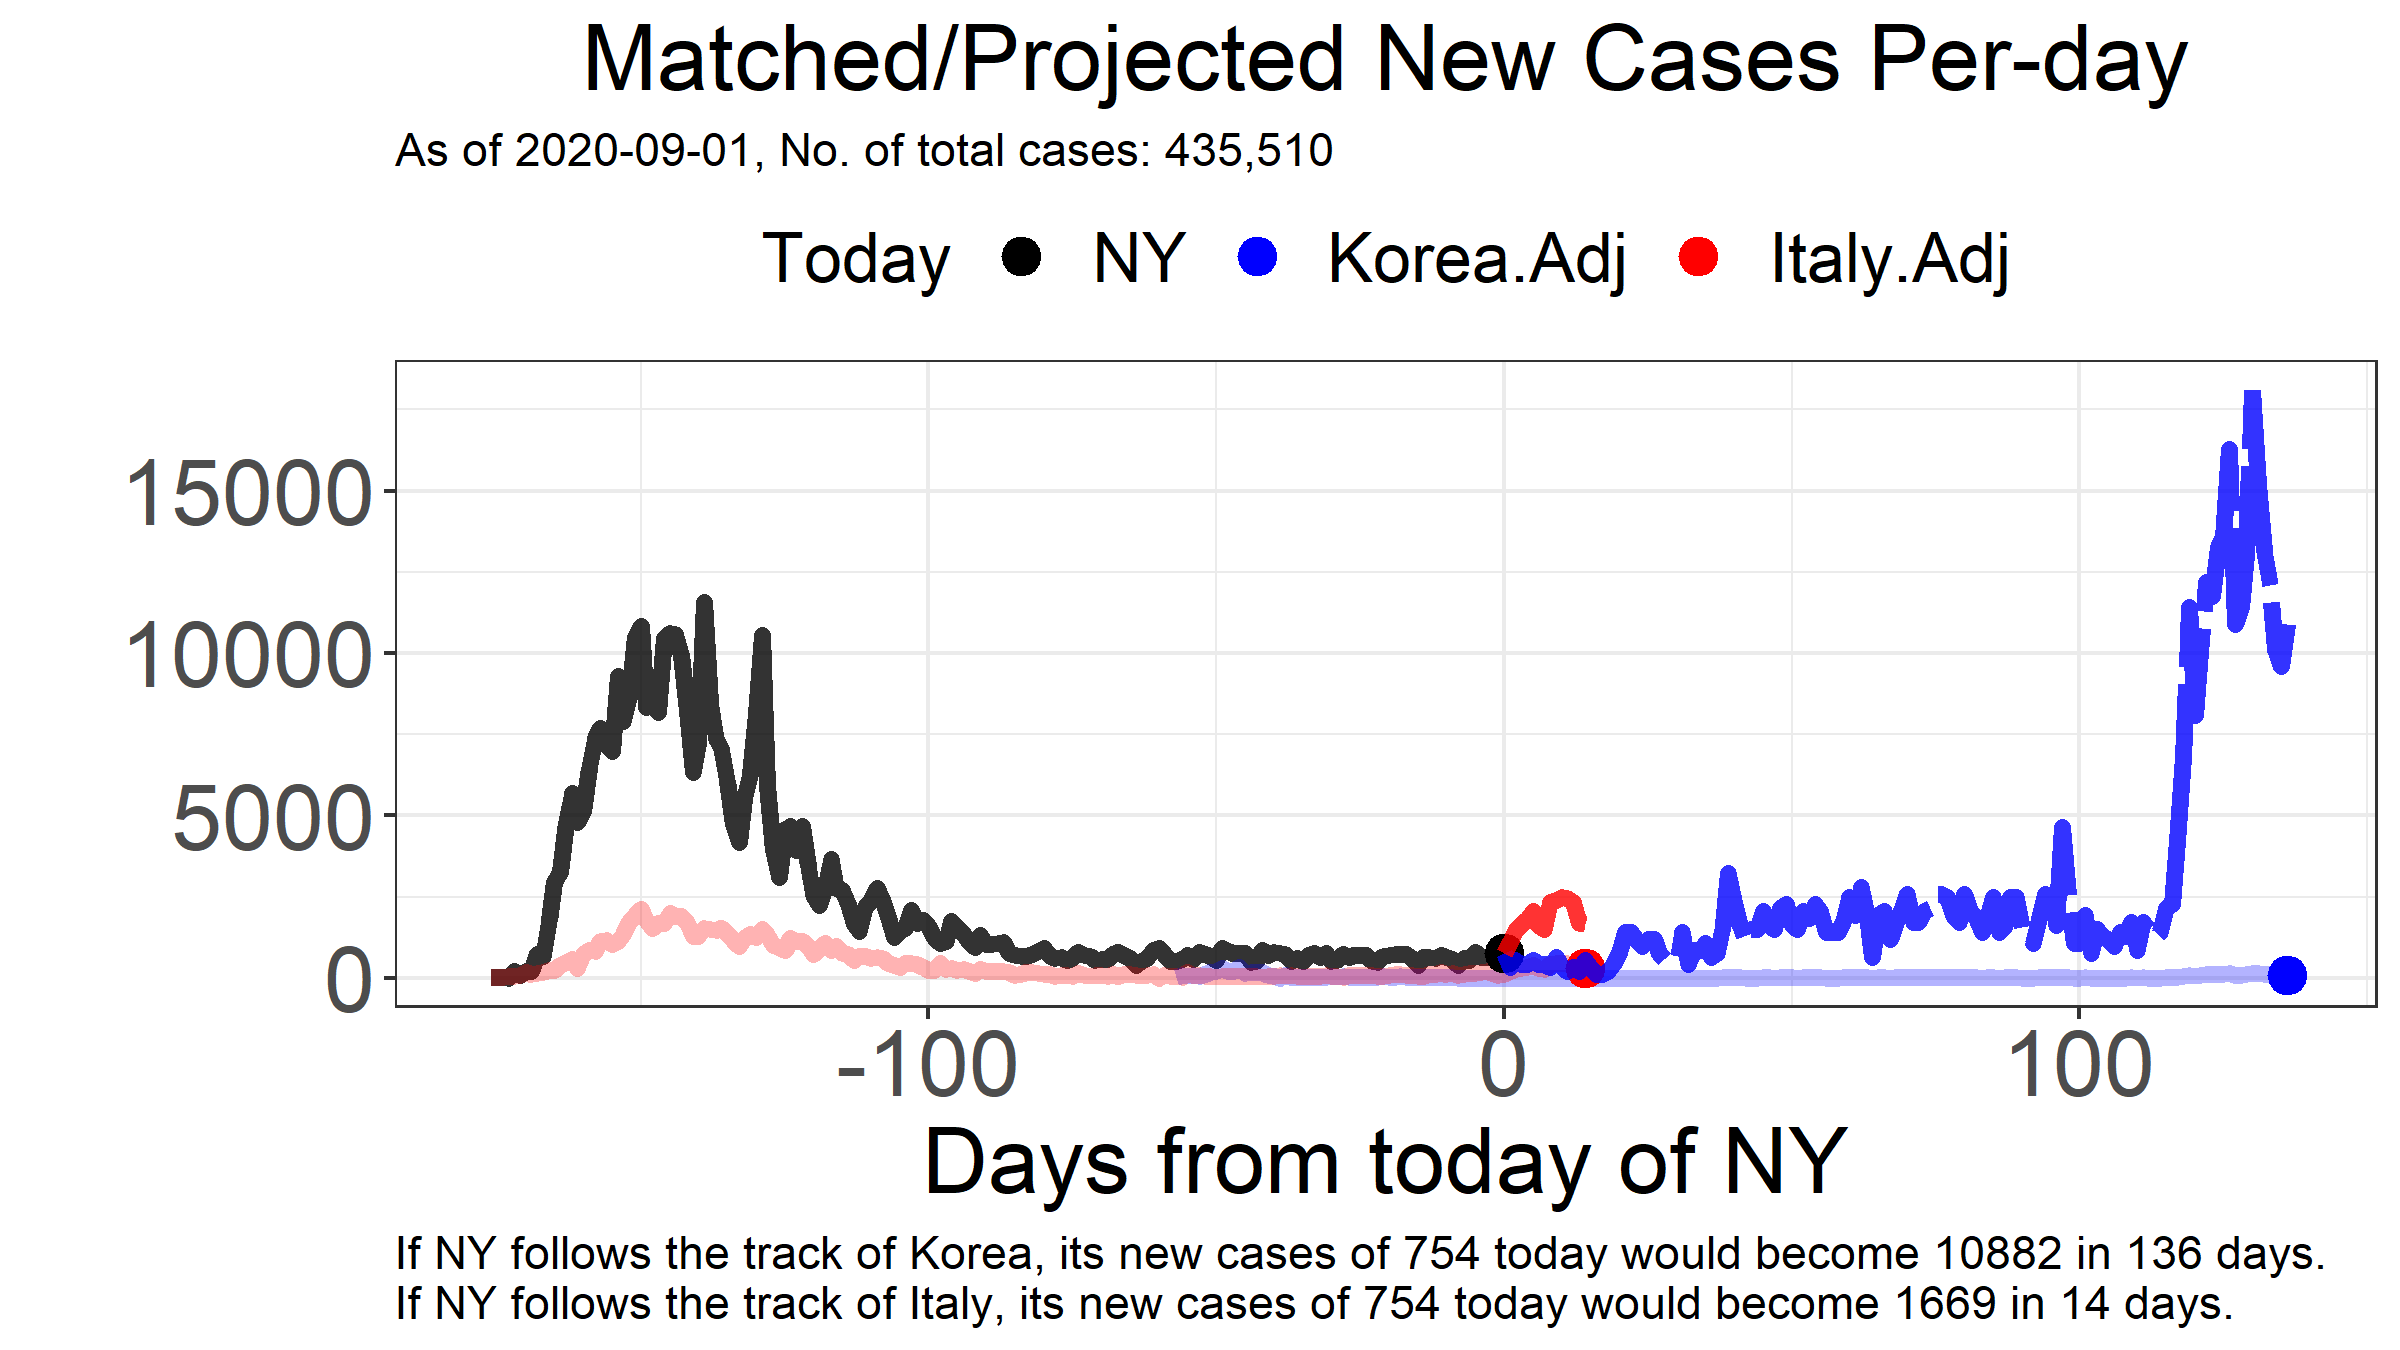 Matched/Projected New Cases Per-day
As of 2020-09-01, No. of total cases: 435,510
Today NY Korea.Adj Italy.Adj
15000
10000
5000
0
-100 0 100
Days from today of NY
If NY follows the track of Korea, its new cases of 754 today would become 10882 in 136 days.
If NY follows the track of Italy, its new cases of 754 today would become 1669 in 14 days.